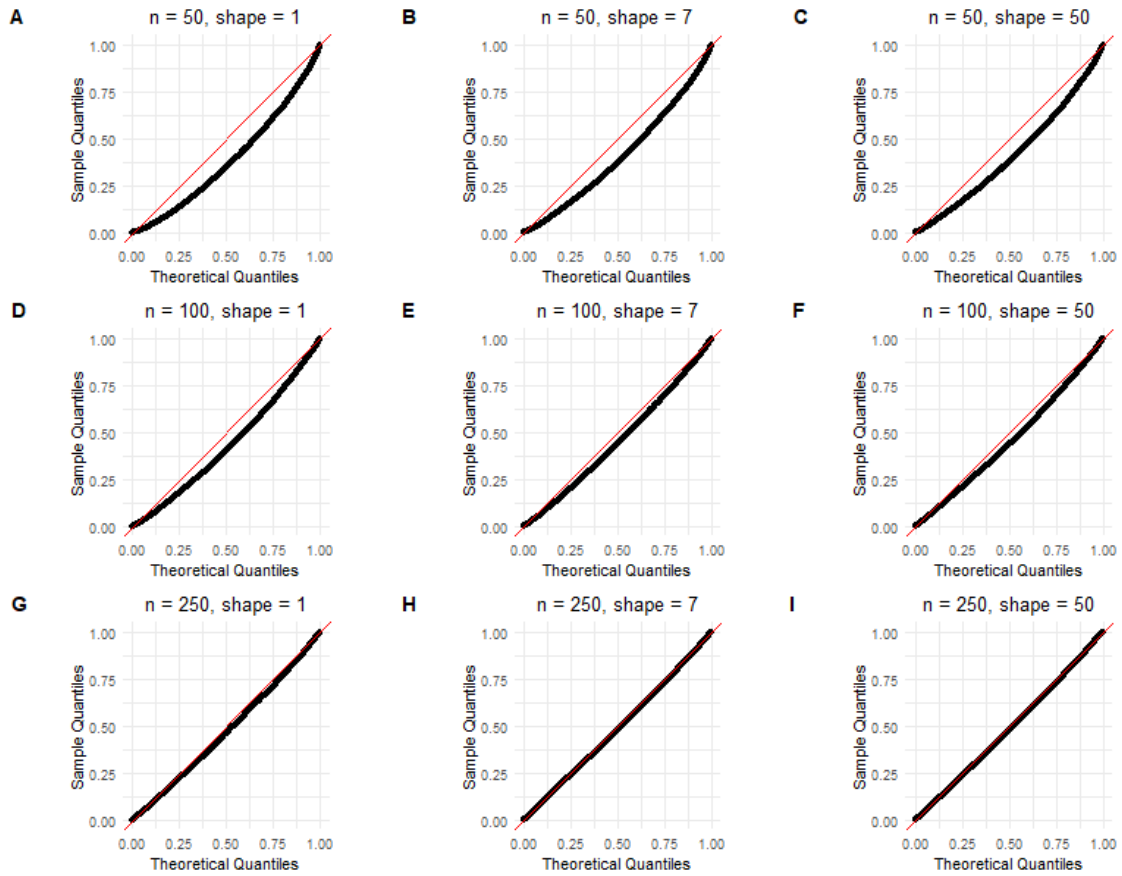 A n = 50, shape = 1
Sample Quantiles
1.00
0.75
0.50
0.25
0.00
0.00 0.25 0.50 0.75 1.00
Theoretical Quantiles
B n = 50, shape = 7
Sample Quantiles
1.00
0.75
0.50
0.25
0.00
0.00 0.25 0.50 0.75 1.00
Theoretical Quantiles
C n = 50, shape = 50
Sample Quantiles
1.00
0.75
0.50
0.25
0.00
0.00 0.25 0.50 0.75 1.00
Theoretical Quantiles
D n = 100, shape = 1
Sample Quantiles
1.00
0.75
0.50
0.25
0.00
0.00 0.25 0.50 0.75 1.00
Theoretical Quantiles
E n = 100, shape = 7
Sample Quantiles
1.00
0.75
0.50
0.25
0.00
0.00 0.25 0.50 0.75 1.00
Theoretical Quantiles
F n = 100, shape = 50
Sample Quantiles
1.00
0.75
0.50
0.25
0.00
0.00 0.25 0.50 0.75 1.00
Theoretical Quantiles
G n = 250, shape = 1
Sample Quantiles
1.00
0.75
0.50
0.25
0.00
0.00 0.25 0.50 0.75 1.00
Theoretical Quantiles
H n = 250, shape = 7
Sample Quantiles
1.00
0.75
0.50
0.25
0.00
0.00 0.25 0.50 0.75 1.00
Theoretical Quantiles
I n = 250, shape = 50
Sample Quantiles
1.00
0.75
0.50
0.25
0.00
0.00 0.25 0.50 0.75 1.00
Theoretical Quantiles